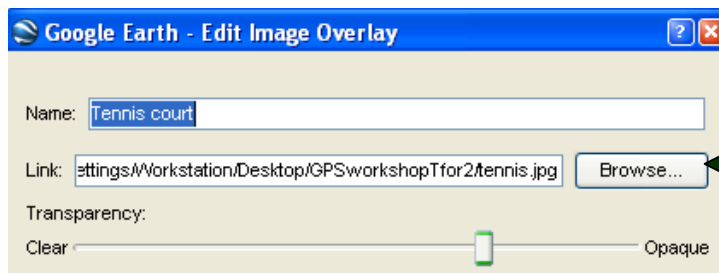 Google Earth - Edit Image Overlay ?
Name: Tennis court
Link: ettings/Workstation/Desktop/GPSworkshopTfor2/tennis.jpg Browse...
Transparency:
Clear Opaque